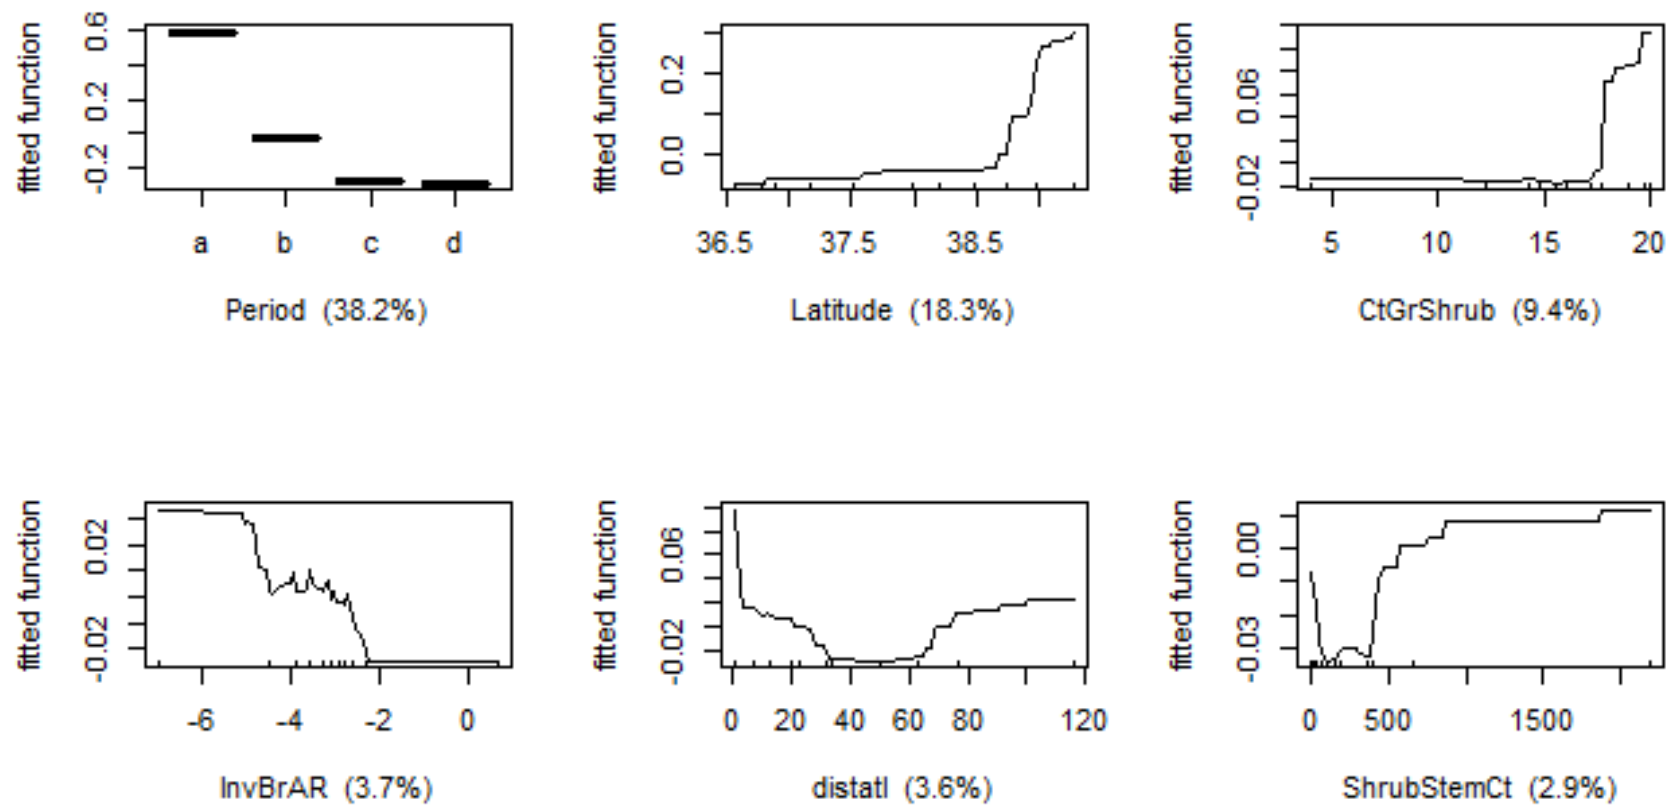 fitted function
0.6
0.2
-0.2
a b c d
Period (38.2%)
fitted function
0.2
0.0
36.5 37.5 38.5
Latitude (18.3%)
fitted function
0.06
-0.02
5 10 15 20
CtGrShrub (9.4%)
fitted function
0.02
-0.02
-6 -4 -2 0
InvBrAR (3.7%)
fitted function
0.06
-0.02
0 20 40 60 80 120
distatl (3.6%)
fitted function
0.00
-0.03
0 500 1500
ShrubStemCt (2.9%)